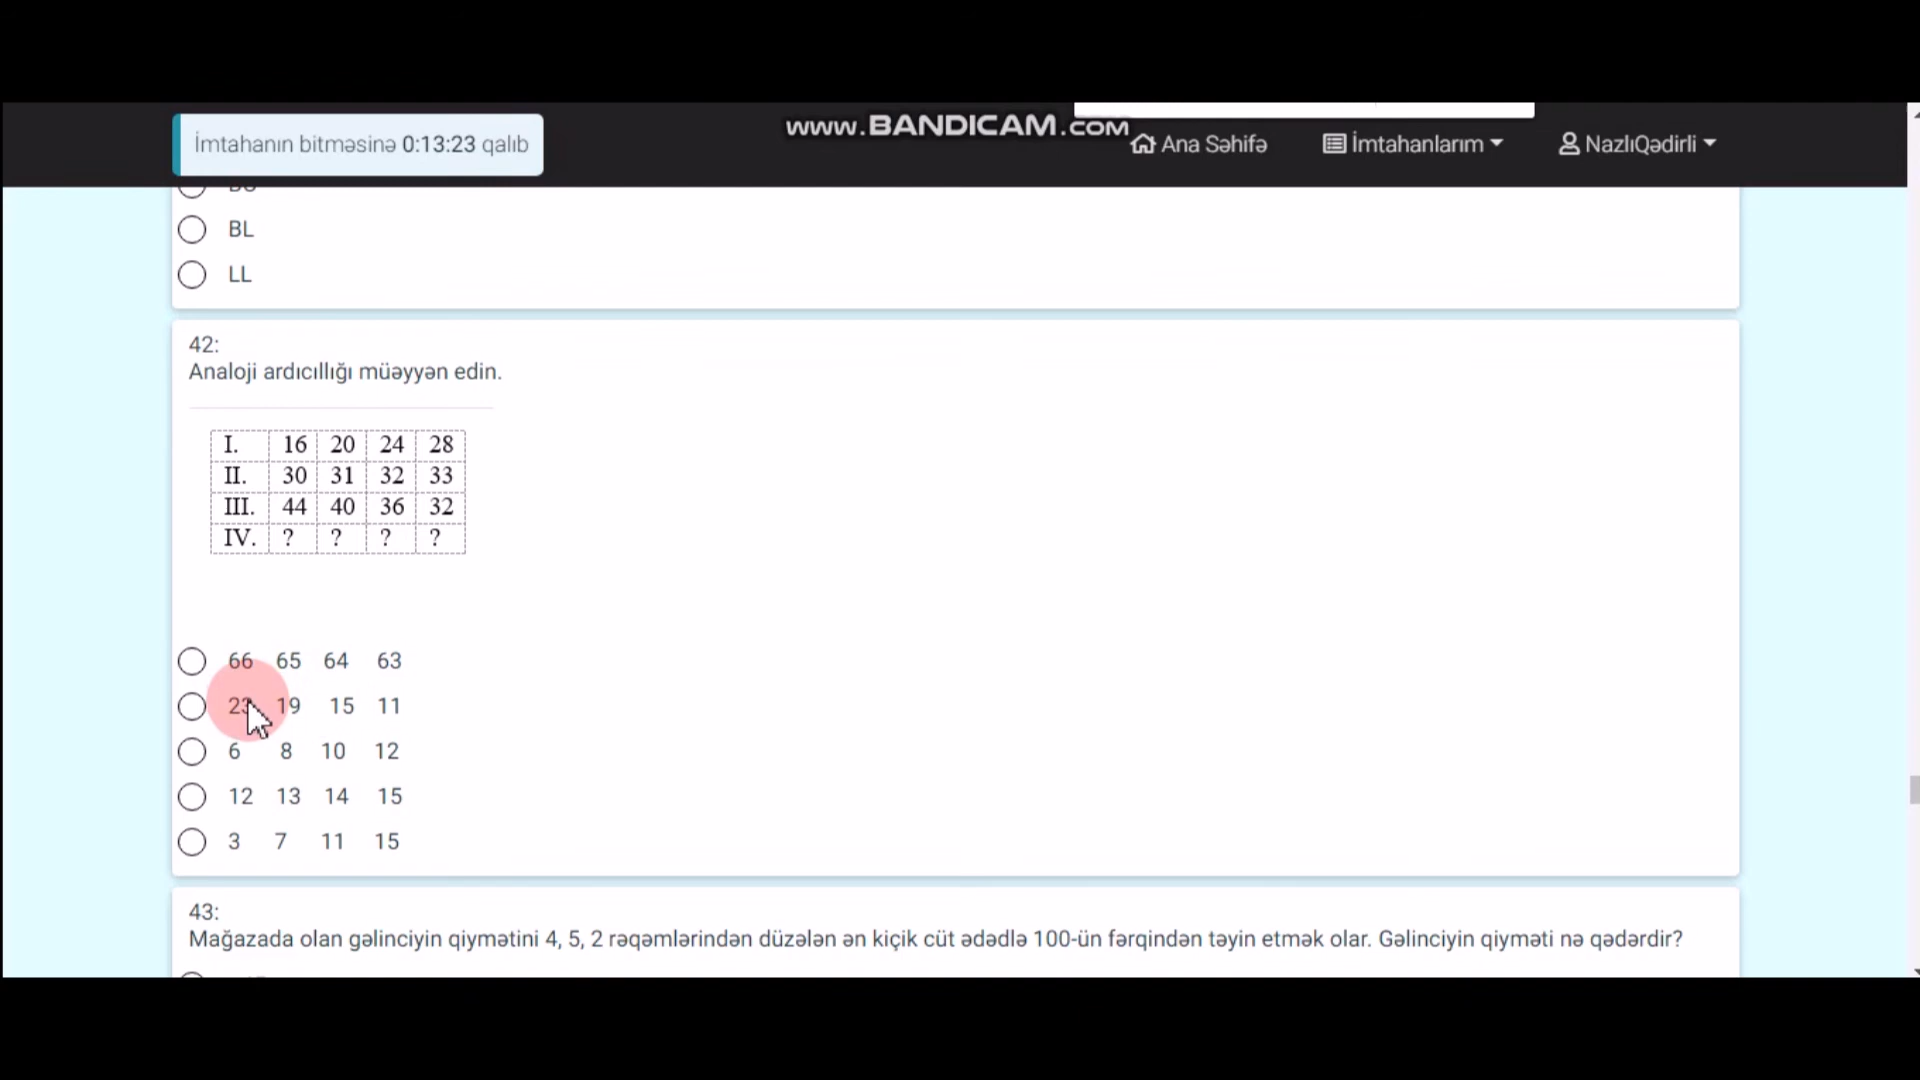 www.BANDICAM.com
İmtahanın bitməsinə 0:13:23 qalıb
Ana Səhifə
İmtahanlarım
NazlıQədirli
BL
LL
42:
Analoji ardıcıllığı müəyyən edin.
I. 16 20 24 28
II. 30 31 32 33
III. 44 40 36 32
IV. ? ? ? ?
66 65 64 63
23 19 15 11
6 8 10 12
12 13 14 15
3 7 11 15
43:
Mağazada olan gəlinciyin qiymətini 4, 5, 2 rəqəmlərindən düzələn ən kiçik cüt ədədlə 100-ün fərqindən təyin etmək olar. Gəlinciyin qiyməti nə qədərdir?